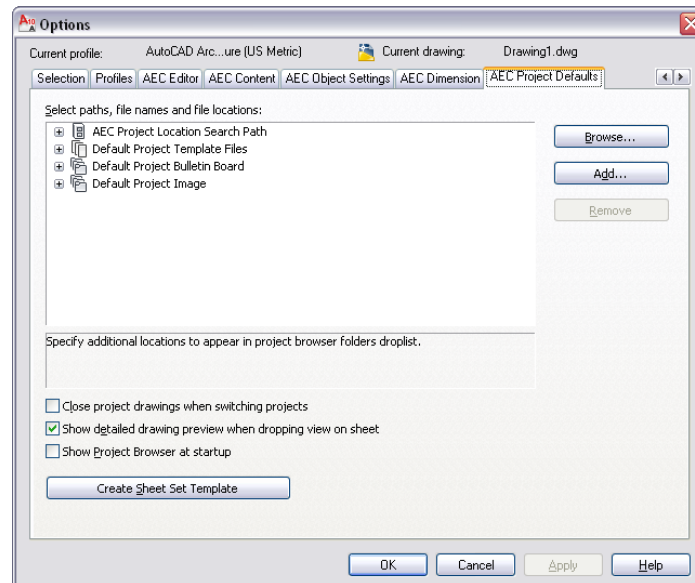 Options
Current profile: AutoCAD Arc...ure (US Metric) Current drawing: Drawing1.dwg
Selection Profiles AEC Editor AEC Content AEC Object Settings AEC Dimension AEC Project Defaults
Select paths, file names and file locations:
AEC Project Location Search Path
Default Project Template Files
Default Project Bulletin Board
Default Project Image
Browse...
Add...
Remove
Specify additional locations to appear in project browser folders droplist.
Close project drawings when switching projects
Show detailed drawing preview when dropping view on sheet
Show Project Browser at startup
Create Sheet Set Template
OK Cancel Apply Help